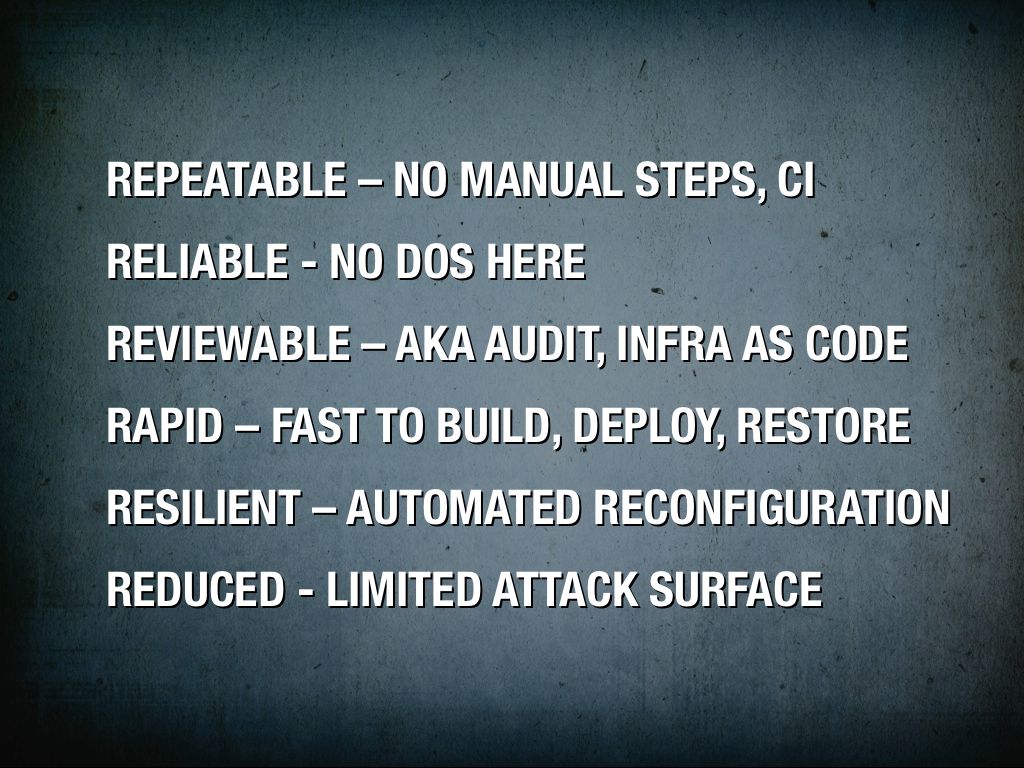 REPEATABLE – NO MANUAL STEPS, CI
RELIABLE - NO DOS HERE
REVIEWABLE – AKA AUDIT, INFRA AS CODE
RAPID – FAST TO BUILD, DEPLOY, RESTORE
RESILIENT – AUTOMATED RECONFIGURATION
REDUCED - LIMITED ATTACK SURFACE